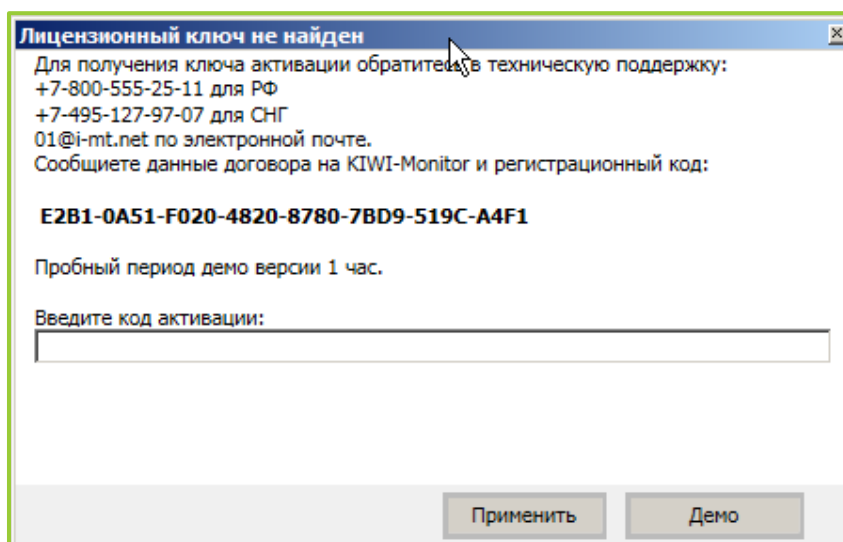 Лицензионный ключ не найден
Для получения ключа активации обратитесь в техническую поддержку:
+7-800-555-25-11 для РФ
+7-495-127-97-07 для СНГ
01@i-mt.net по электронной почте.
Сообщиете данные договора на KIWI-Monitor и регистрационный код:
E2B1-0A51-F020-4820-8780-7BD9-519C-A4F1
Пробный период демо версии 1 час.
Введите код активации:
Применить Демо